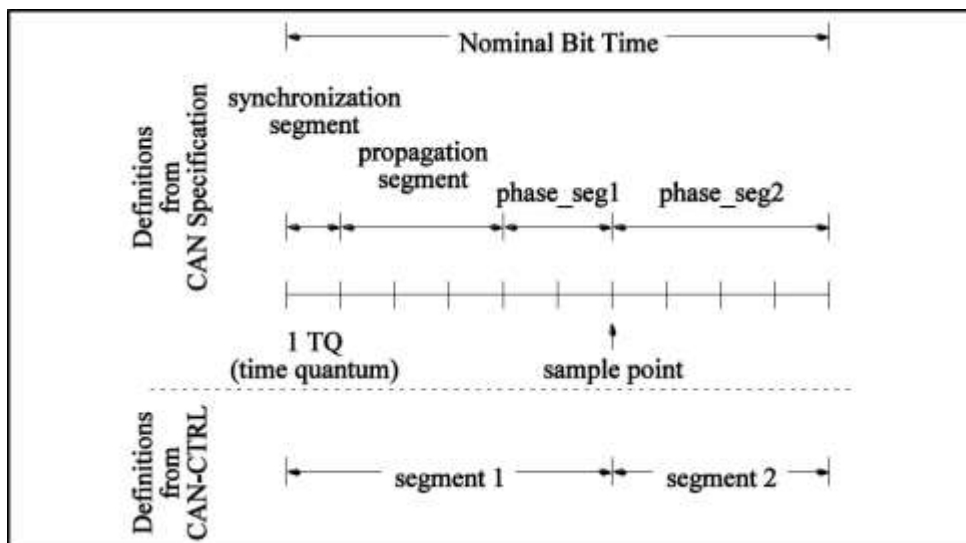 Nominal Bit Time
Definitions
from
CAN Specification
synchronization
segment
propagation
segment
phase_seg1
phase_seg2
1 TQ
(time quantum)
sample point
Definitions
from
CAN-CTRL
segment 1
segment 2